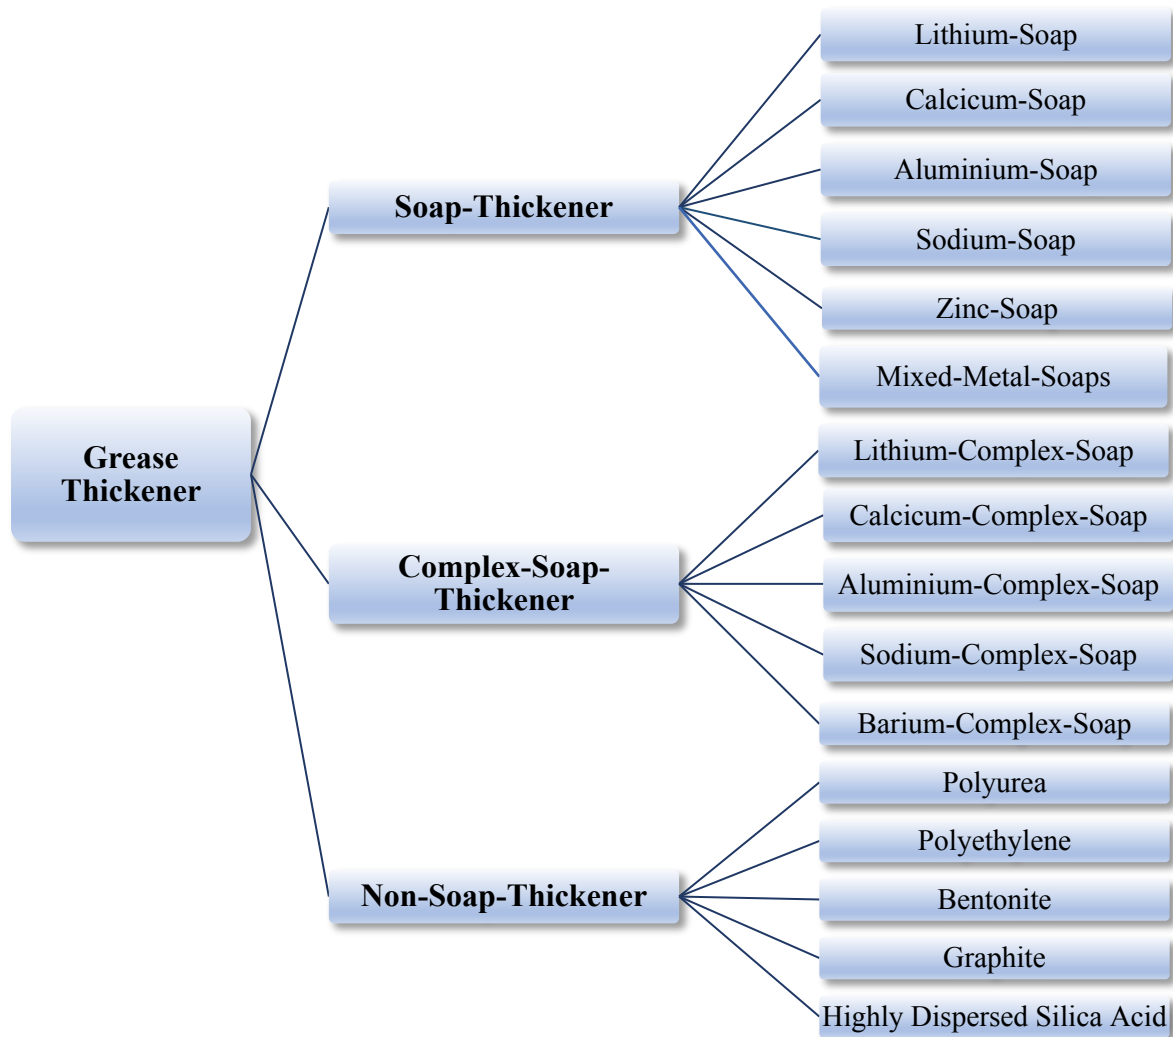 Grease
Thickener
Soap-Thickener
Lithium-Soap
Calcicum-Soap
Aluminium-Soap
Sodium-Soap
Zinc-Soap
Mixed-Metal-Soaps
Complex-Soap-
Thickener
Lithium-Complex-Soap
Calcicum-Complex-Soap
Aluminium-Complex-Soap
Sodium-Complex-Soap
Barium-Complex-Soap
Non-Soap-Thickener
Polyurea
Polyethylene
Bentonite
Graphite
Highly Dispersed Silica Acid